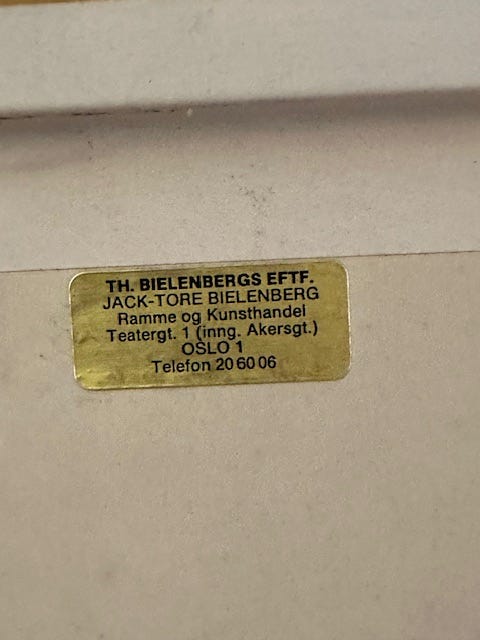 TH. BIELENBERGS EFTF.
JACK-TORE BIELENBERG
Ramme og Kunsthandel
Teatergt. 1 (inng. Akersgt.)
OSLO 1
Telefon 20 60 06